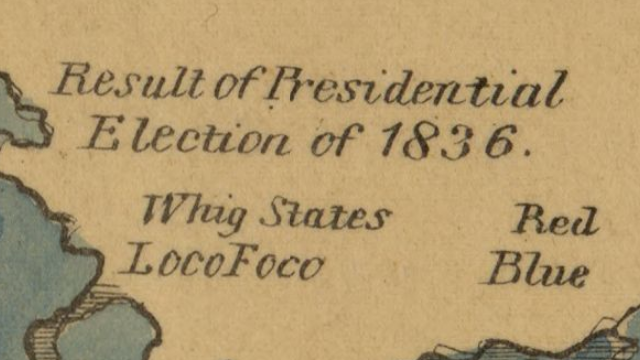 Result of Presidential
Election of 1836.
Whig States Red
LocoFoco Blue